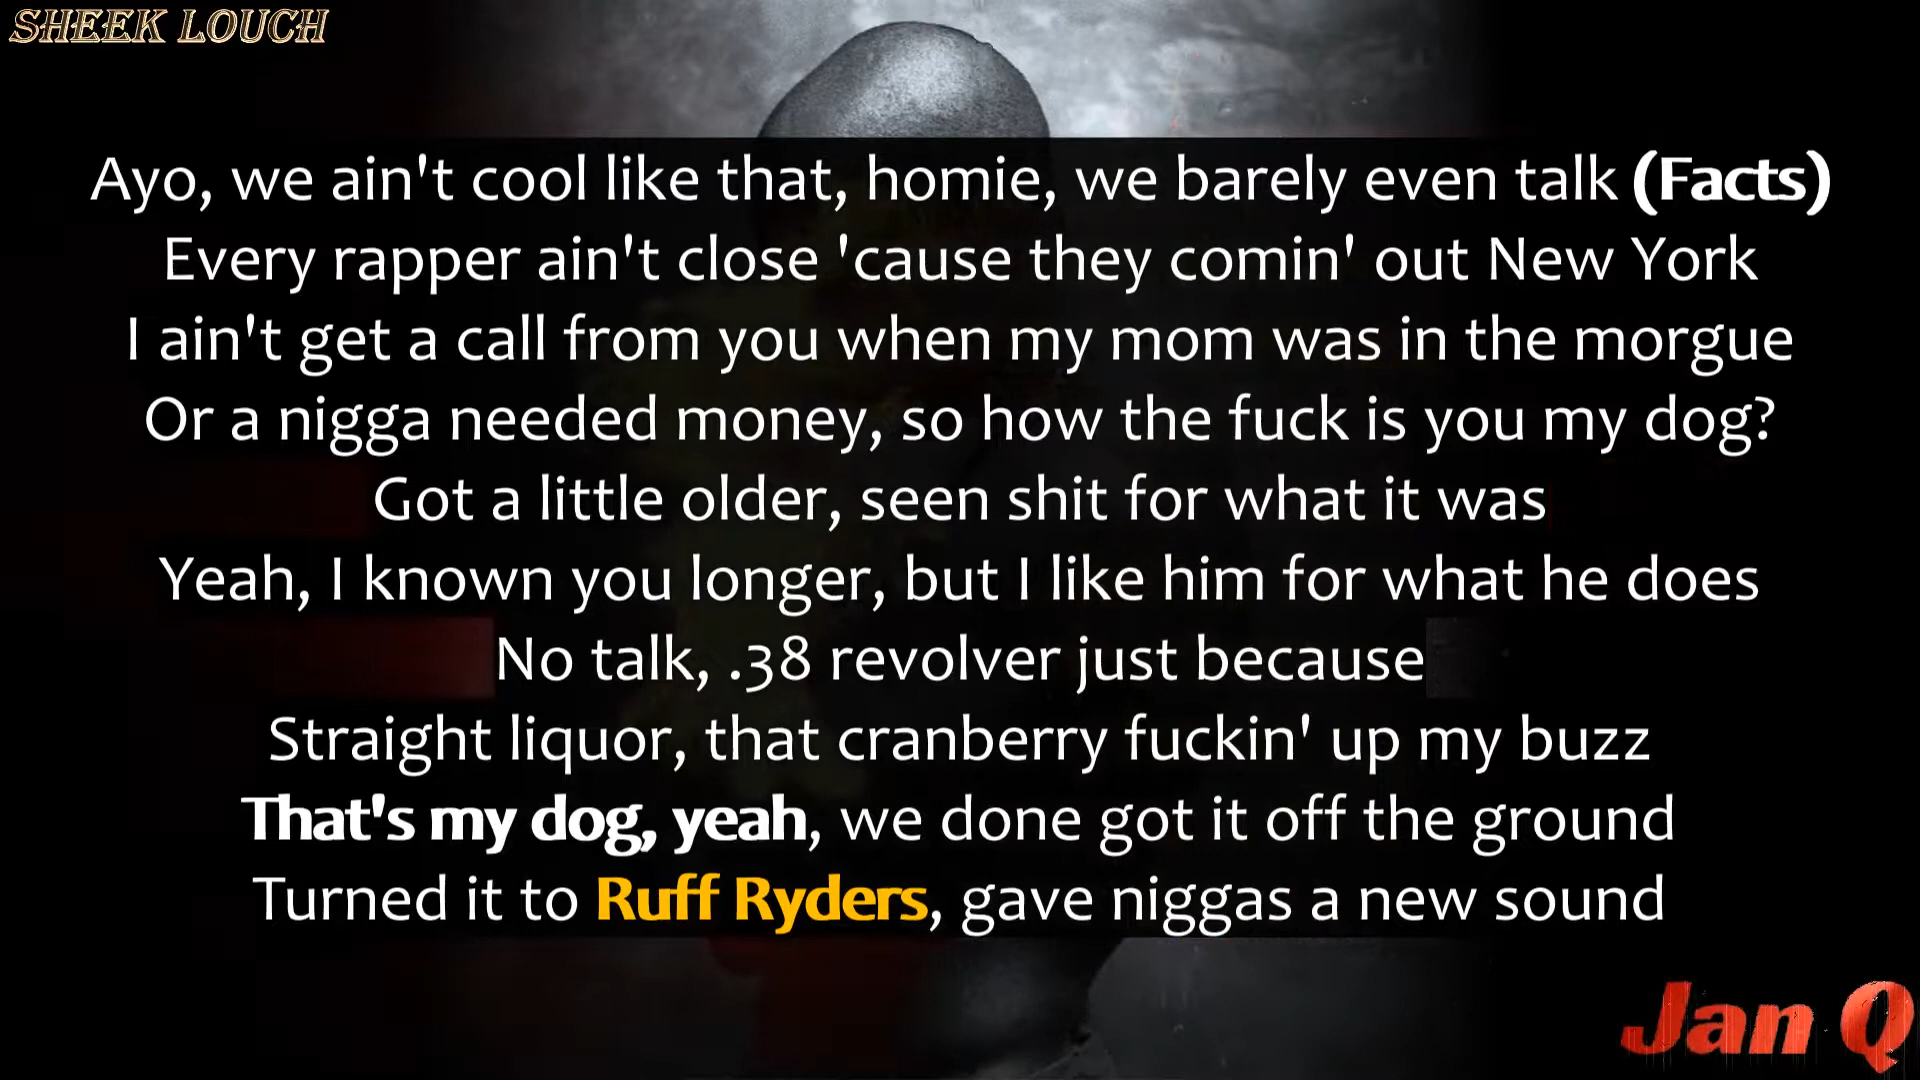 SHEEK LOUCH
Ayo, we ain't cool like that, homie, we barely even talk (Facts)
Every rapper ain't close 'cause they comin' out New York
I ain't get a call from you when my mom was in the morgue
Or a nigga needed money, so how the fuck is you my dog?
Got a little older, seen shit for what it was
Yeah, I known you longer, but I like him for what he does
No talk, .38 revolver just because
Straight liquor, that cranberry fuckin' up my buzz
That's my dog, yeah, we done got it off the ground
Turned it to Ruff Ryders, gave niggas a new sound
Jan Q